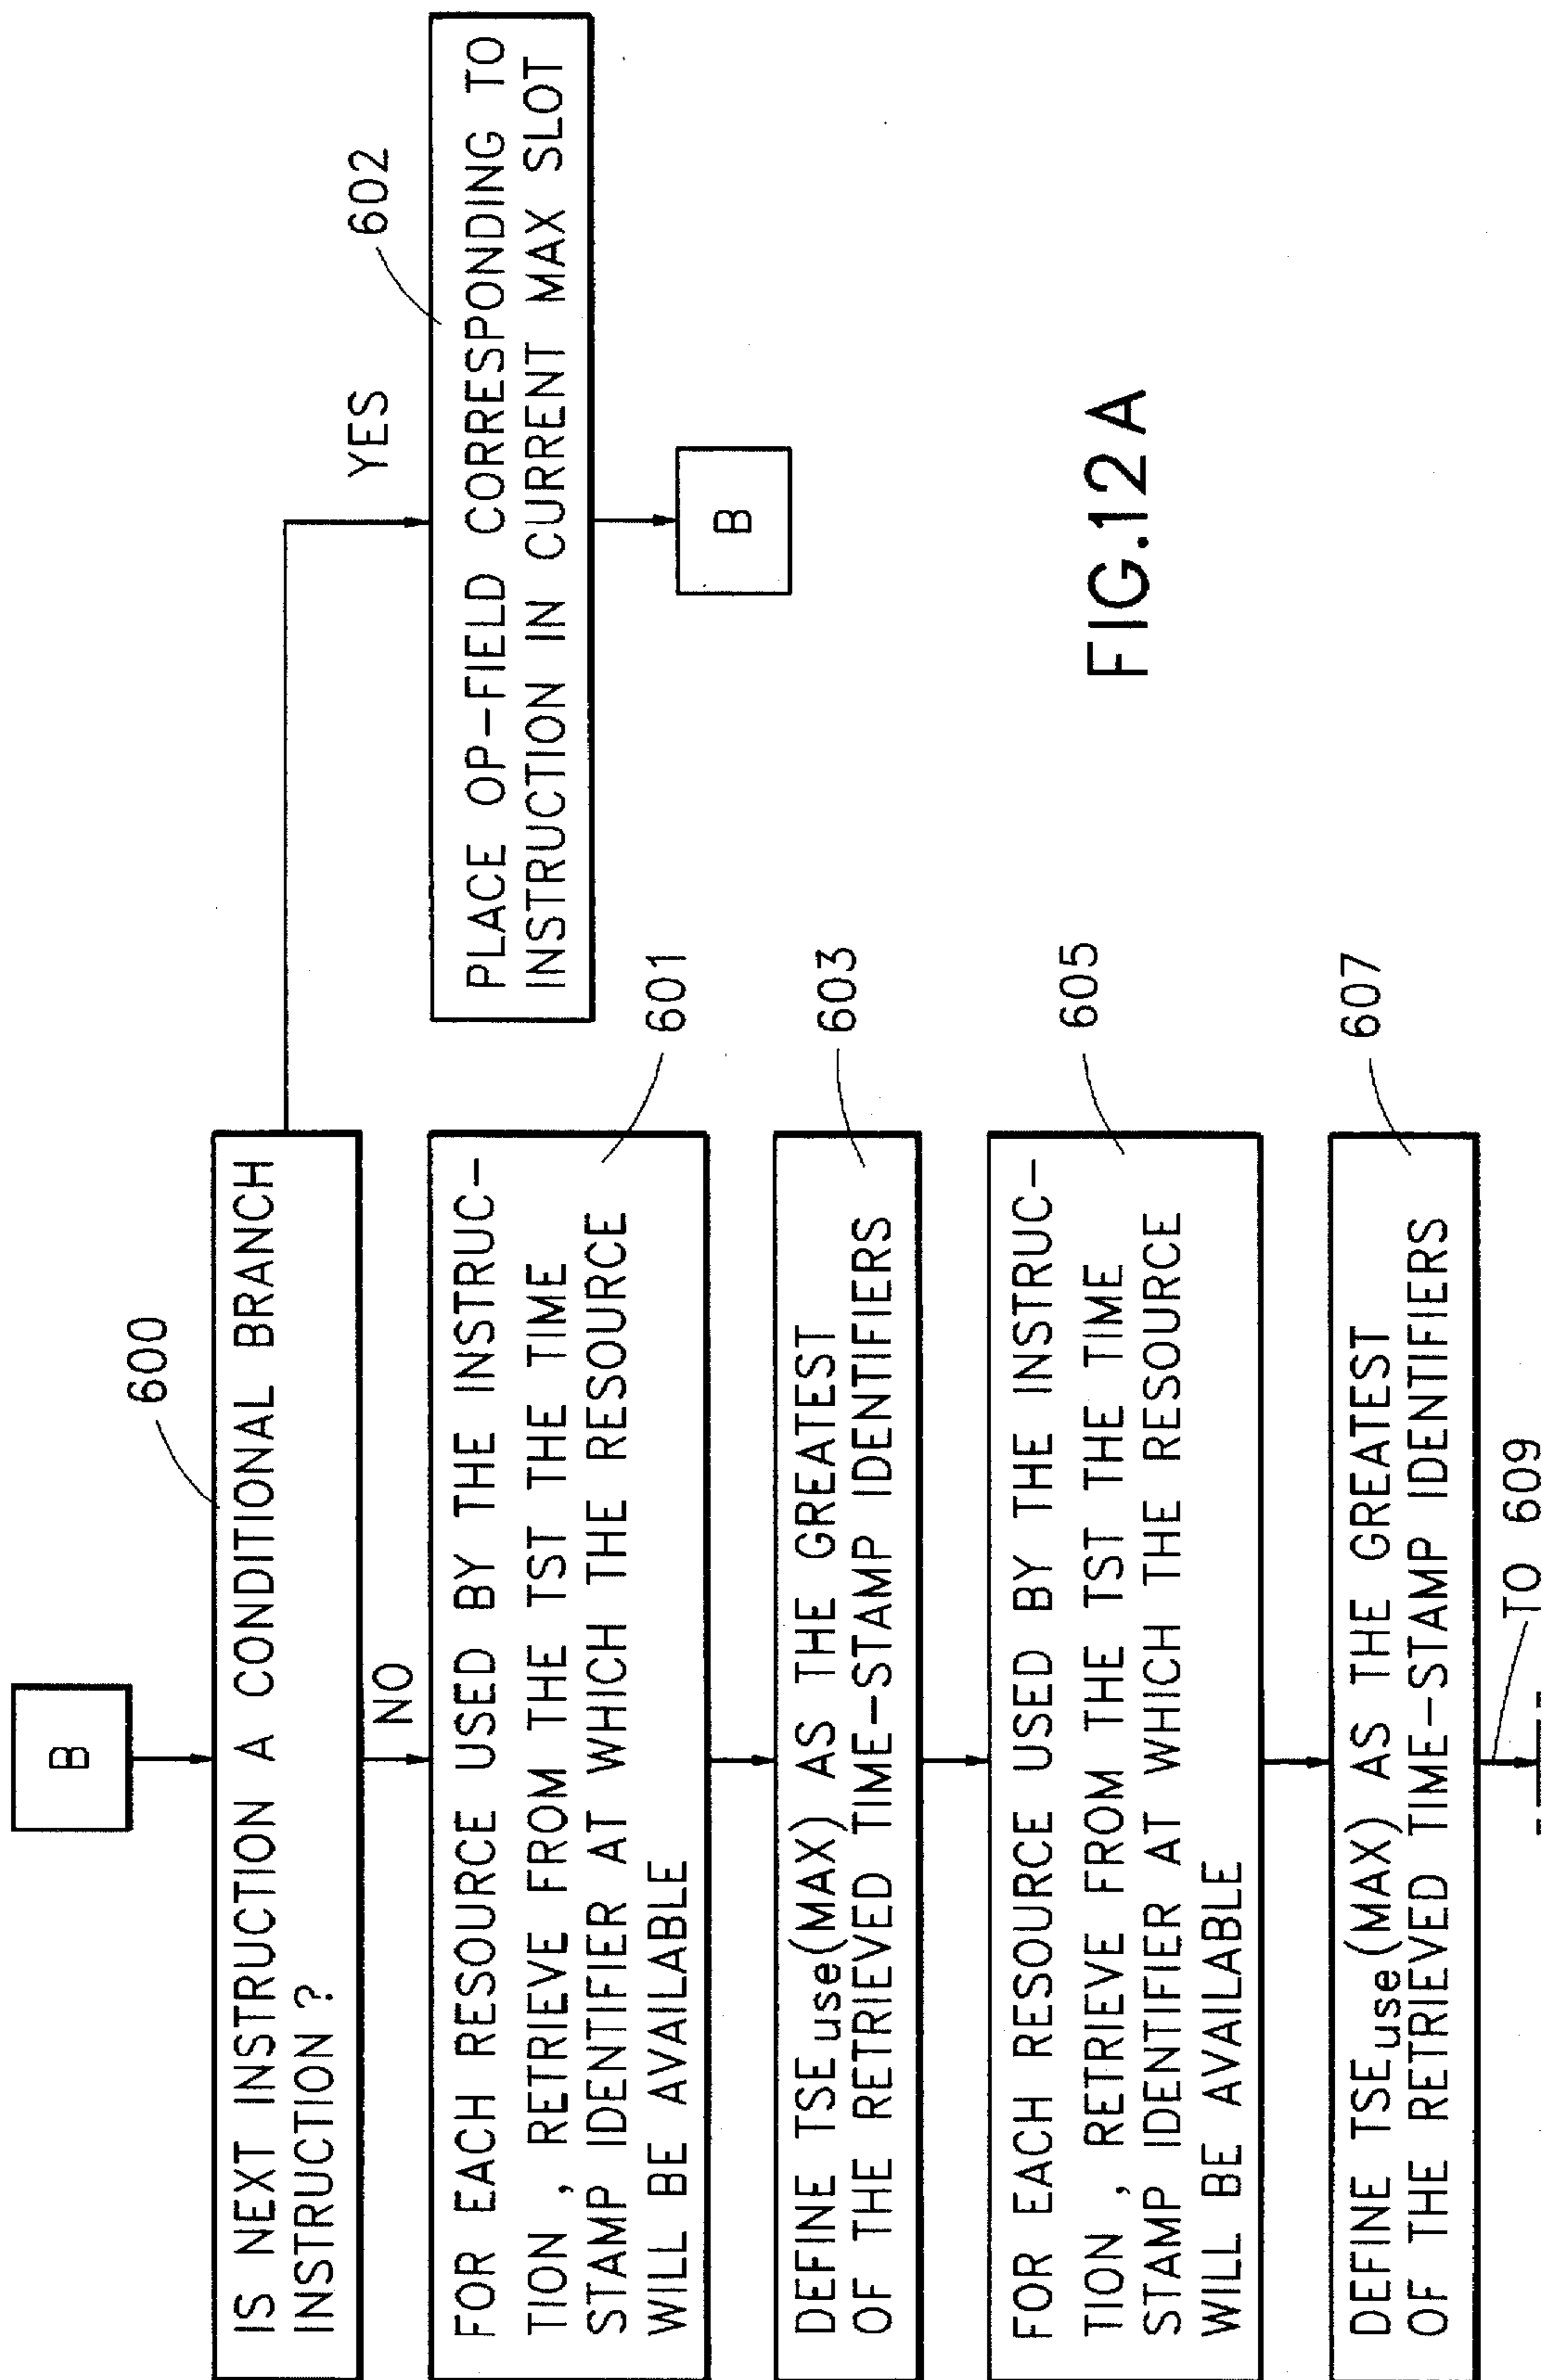 B
600
IS NEXT INSTRUCTION A CONDITIONAL BRANCH
INSTRUCTION ?
YES
602
PLACE OP-FIELD CORRESPONDING TO
INSTRUCTION IN CURRENT MAX SLOT
B
NO
601
FOR EACH RESOURCE USED BY THE INSTRUC-
TION , RETRIEVE FROM THE TST THE TIME
STAMP IDENTIFIER AT WHICH THE RESOURCE
WILL BE AVAILABLE
603
DEFINE TSE use(MAX) AS THE GREATEST
OF THE RETRIEVED TIME-STAMP IDENTIFIERS
605
FOR EACH RESOURCE USED BY THE INSTRUC-
TION , RETRIEVE FROM THE TST THE TIME
STAMP IDENTIFIER AT WHICH THE RESOURCE
WILL BE AVAILABLE
607
DEFINE TSE use(MAX) AS THE GREATEST
OF THE RETRIEVED TIME-STAMP IDENTIFIERS
TO 609
FIG.12A